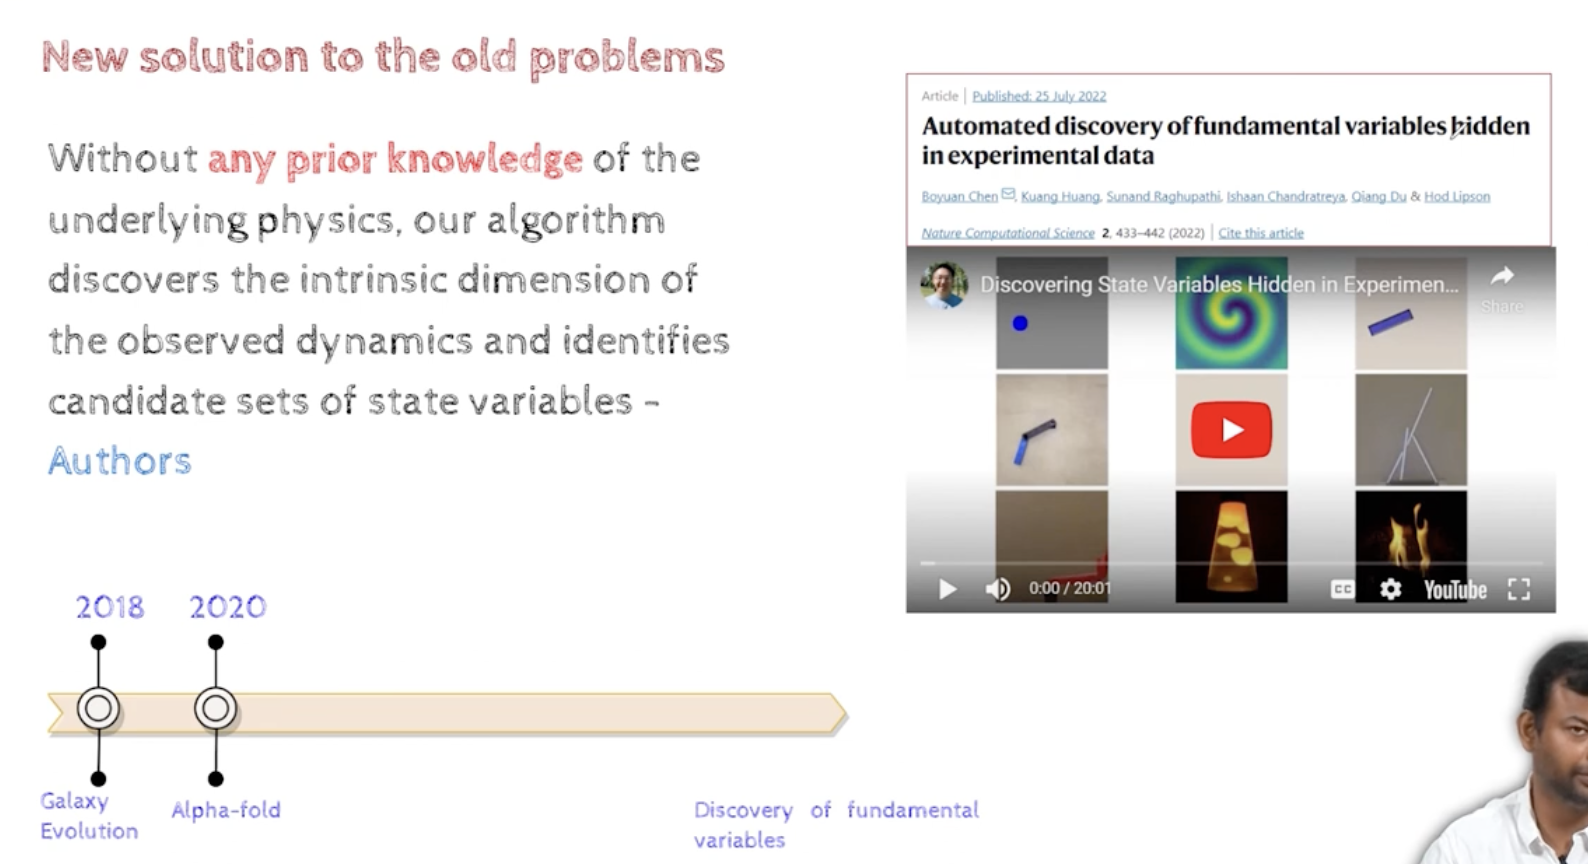 New solution to the old problems
Without any prior knowledge of the
underlying physics, our algorithm
discovers the intrinsic dimension of
the observed dynamics and identifies
candidate sets of state variables -
Authors
Article | Published: 25 July 2022
Automated discovery of fundamental variables hidden
in experimental data
Boyuan Chen, Kuang Huang, Sunand Raghupathi, Ishaan Chandratreya, Qiang Du & Hod Lipson
Nature Computational Science 2, 433–442 (2022) | Cite this article
Discovering State Variables Hidden in Experimen...
Share
0:00 / 20:01
CC
YouTube
2018
2020
Galaxy
Evolution
Alpha-fold
Discovery of fundamental
variables